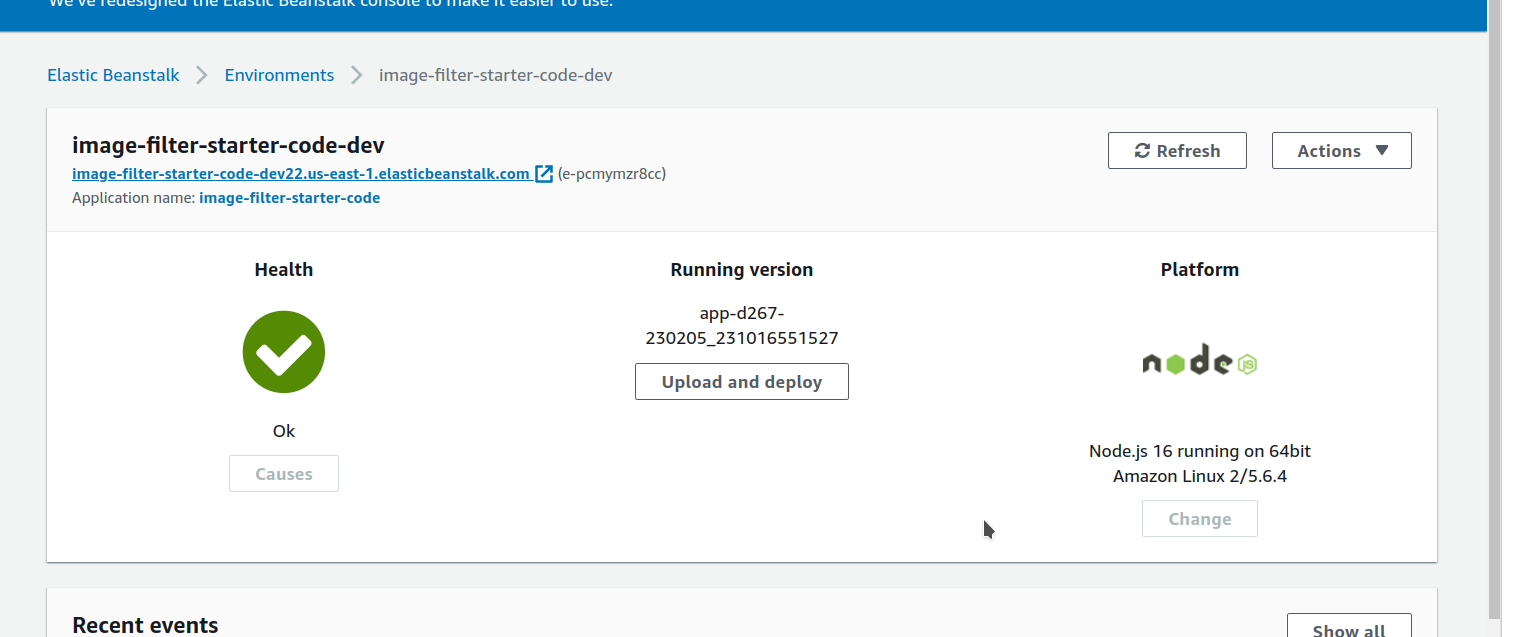 We've redesigned the Elastic Beanstalk console to make it easier to use.
Elastic Beanstalk > Environments > image-filter-starter-code-dev
image-filter-starter-code-dev
Refresh
Actions
image-filter-starter-code-dev22.us-east-1.elasticbeanstalk.com (e-pcmymzr8cc)
Application name: image-filter-starter-code
Health
Ok
Causes
Running version
app-d267-
230205_231016551527
Upload and deploy
Platform
node JS
Node.js 16 running on 64bit
Amazon Linux 2/5.6.4
Change
Recent events
Show all